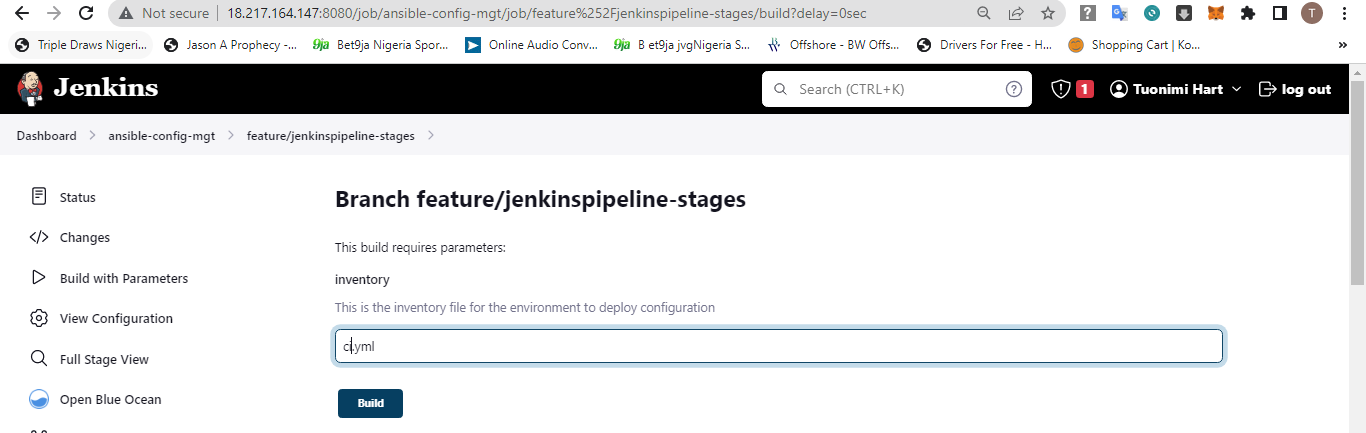 Not secure | 18.217.164.147:8080/job/ansible-config-mgt/job/feature%252Fjenkinspipeline-stages/build?delay=0sec T
Triple Draws Nigeri... Jason A Prophecy -... 9ja Bet9ja Nigeria Spor... Online Audio Conv... 9ja B et9ja jvgNigeria S... Offshore - BW Offs... Drivers For Free - H... Shopping Cart | Ko... »
Jenkins Search (CTRL+K) ? 1 Tuonimi Hart log out
Dashboard > ansible-config-mgt > feature/jenkinspipeline-stages >
Status
Changes
Build with Parameters
View Configuration
Full Stage View
Open Blue Ocean
Branch feature/jenkinspipeline-stages
This build requires parameters:
inventory
This is the inventory file for the environment to deploy configuration
ci.yml
Build